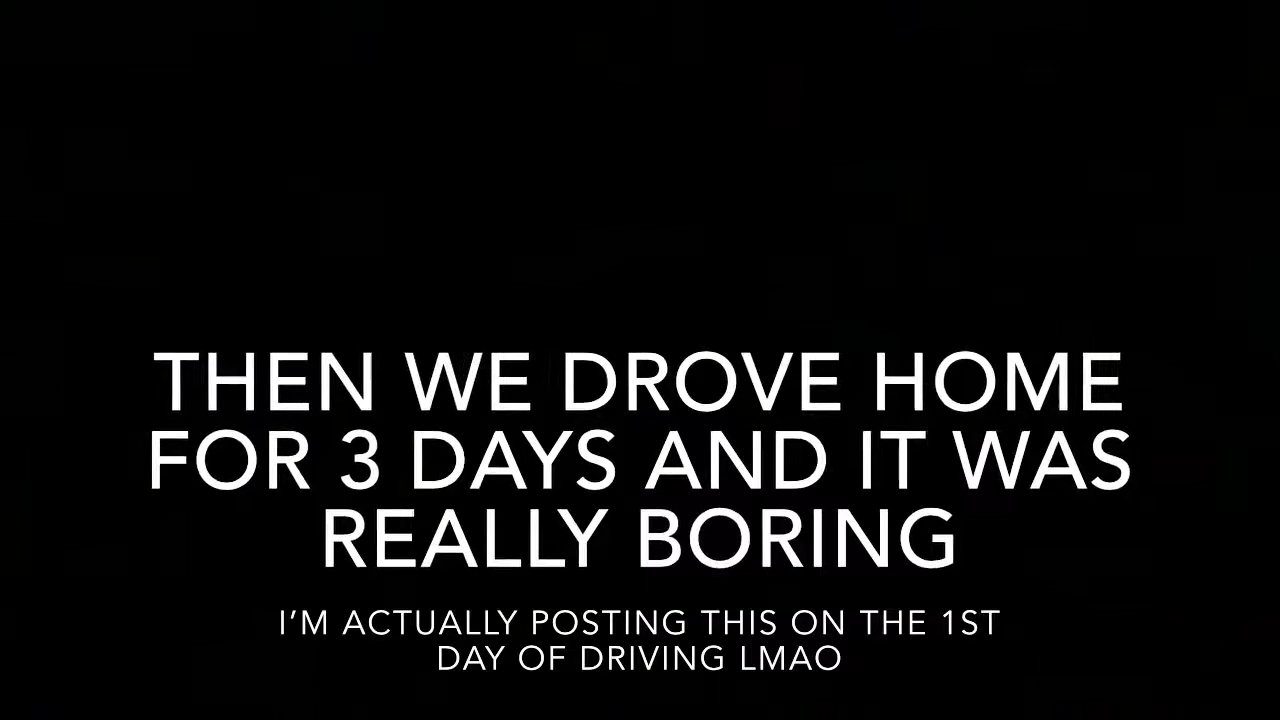 THEN WE DROVE HOME
FOR 3 DAYS AND IT WAS
REALLY BORING
I’M ACTUALLY POSTING THIS ON THE 1ST
DAY OF DRIVING LMAO